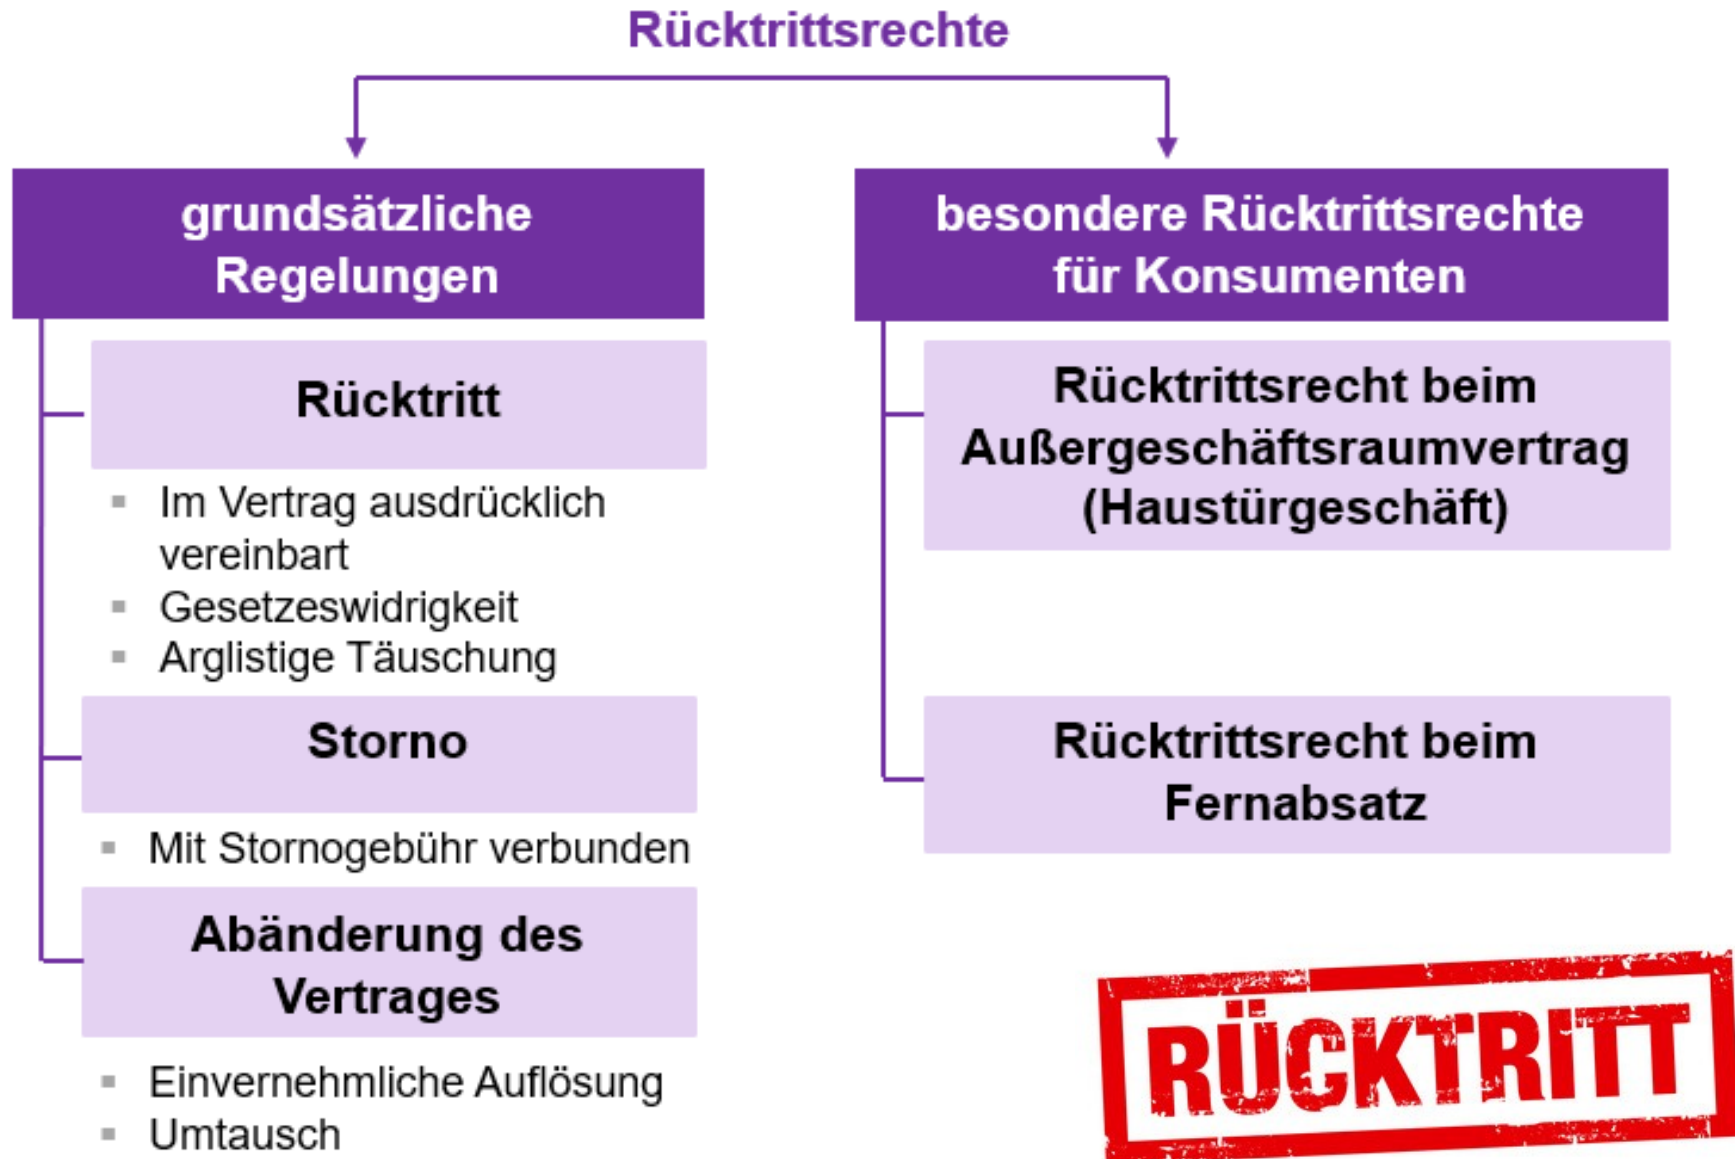 Rücktrittsrechte
grundsätzliche
Regelungen
Rücktritt
Im Vertrag ausdrücklich
vereinbart
Gesetzeswidrigkeit
Arglistige Täuschung
Storno
Mit Stornogebühr verbunden
Abänderung des
Vertrages
Einvernehmliche Auflösung
Umtausch
besondere Rücktrittsrechte
für Konsumenten
Rücktrittsrecht beim
Außergeschäftsraumvertrag
(Haustürgeschäft)
Rücktrittsrecht beim
Fernabsatz
RÜCKTRITT